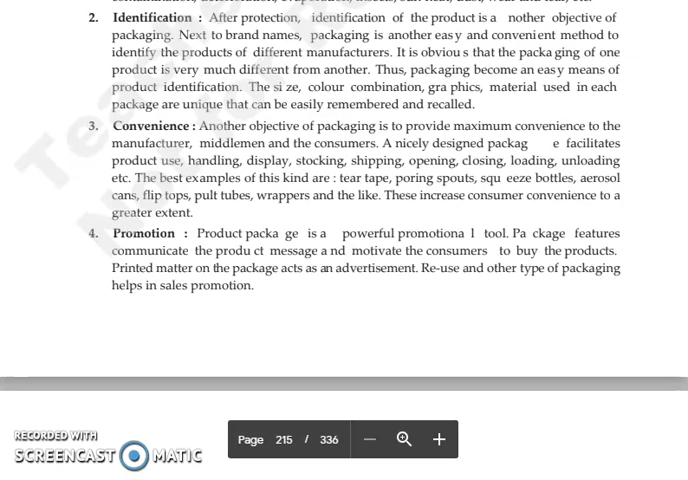 2. Identification : After protection, identification of the product is a nother objective of
packaging. Next to brand names, packaging is another easy and convenient method to
identify the products of different manufacturers. It is obviou s that the packa ging of one
product is very much different from another. Thus, packaging become an easy means of
product identification. The si ze, colour combination, gra phics, material used in each
package are unique that can be easily remembered and recalled.
3. Convenience : Another objective of packaging is to provide maximum convenience to the
manufacturer, middlemen and the consumers. A nicely designed packag e facilitates
product use, handling, display, stocking, shipping, opening, closing, loading, unloading
etc. The best examples of this kind are : tear tape, poring spouts, squ eeze bottles, aerosol
cans, flip tops, pult tubes, wrappers and the like. These increase consumer convenience to a
greater extent.
4. Promotion : Product packa ge is a powerful promotiona l tool. Pa ckage features
communicate the produ ct message a nd motivate the consumers to buy the products.
Printed matter on the package acts as an advertisement. Re-use and other type of packaging
helps in sales promotion.
RECORDED WITH
SCREENCAST MATIC
Page 215 / 336